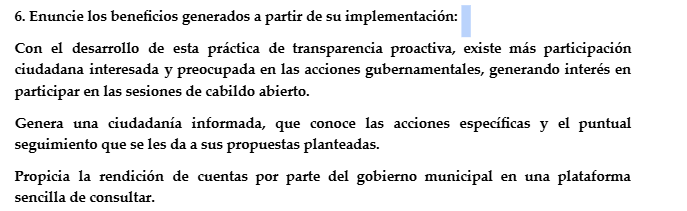 6. Enuncie los beneficios generados a partir de su implementación:
Con el desarrollo de esta práctica de transparencia proactiva, existe más participación
ciudadana interesada y preocupada en las acciones gubernamentales, generando interés en
participar en las sesiones de cabildo abierto.
Genera una ciudadanía informada, que conoce las acciones específicas y el puntual
seguimiento que se les da a sus propuestas planteadas.
Propicia la rendición de cuentas por parte del gobierno municipal en una plataforma
sencilla de consultar.